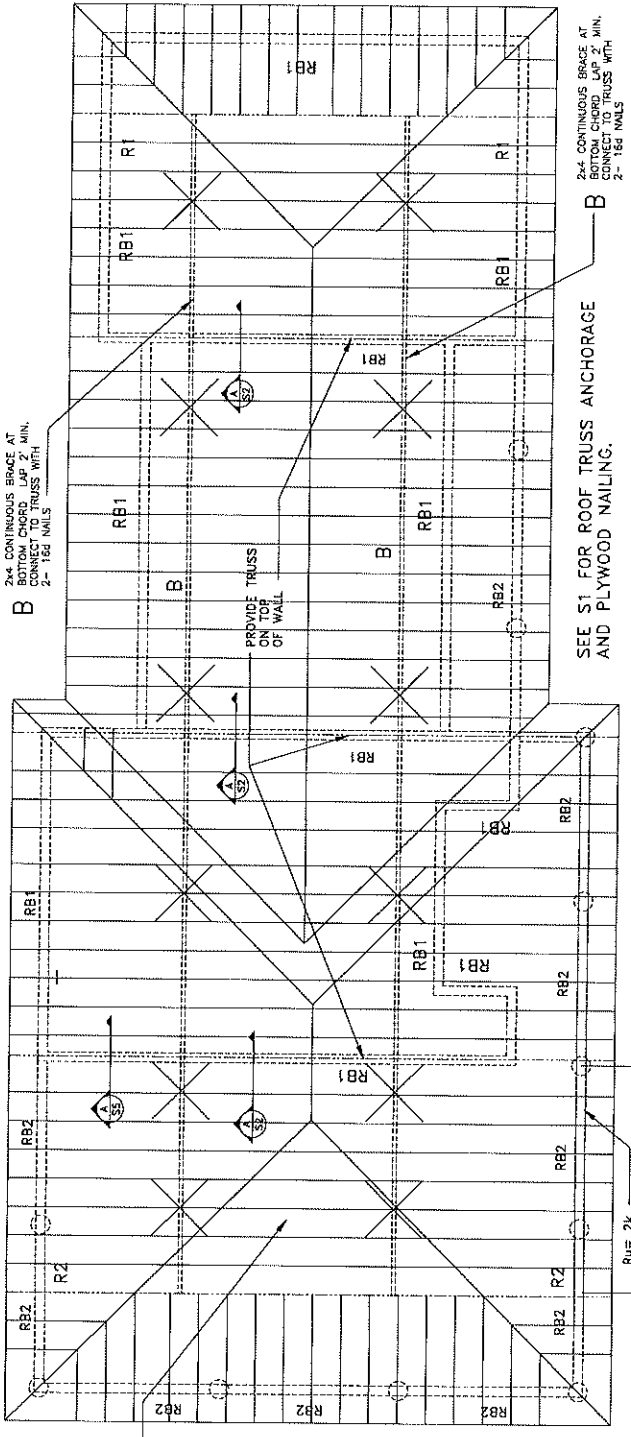 B
2x4 CONTINUOUS BRACE AT
BOTTOM CHORD LAP 2' MIN.
CONNECT TO TRUSS WITH
2- 16d NAILS
B
2x4 CONTINUOUS BRACE AT
BOTTOM CHORD LAP 2' MIN.
CONNECT TO TRUSS WITH
2- 16d NAILS
SEE S1 FOR ROOF TRUSS ANCHORAGE
AND PLYWOOD NAILING.
PROVIDE TRUSS
ON TOP
OF WALL
RB1
R1
RB1
R1
RB1
RB1
A
S2
RB1
RB1
B
B
RB2
A
S2
RB1
RB1
RB2
RB1
RB1
RB1
RB2
A
S5
A
S2
RB1
RB2
RB2
R2
R2
RB2
RB2
RB2
RB2
RB2
Ru= 2k